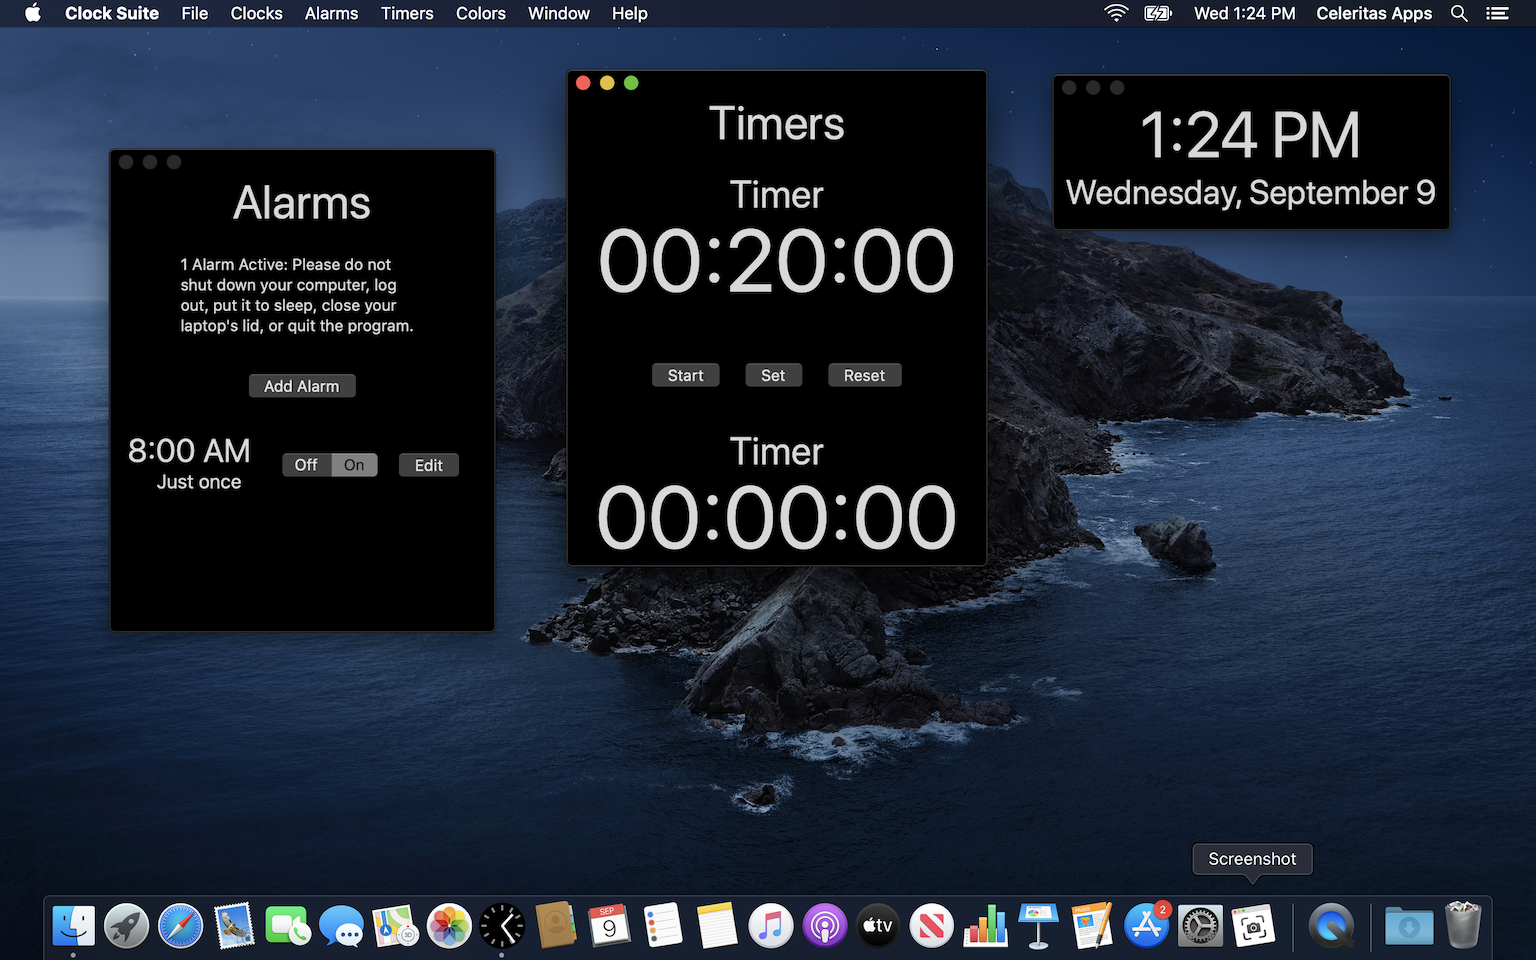 Clock Suite File Clocks Alarms Timers Colors Window Help Wed 1:24 PM Celeritas Apps
Alarms
1 Alarm Active: Please do not
shut down your computer, log
out, put it to sleep, close your
laptop's lid, or quit the program.
Add Alarm
8:00 AM
Just once
Off On
Edit
Timers
Timer
00:20:00
Start Set Reset
Timer
00:00:00
1:24 PM
Wednesday, September 9
Screenshot
SEP
9
3D
tv
2